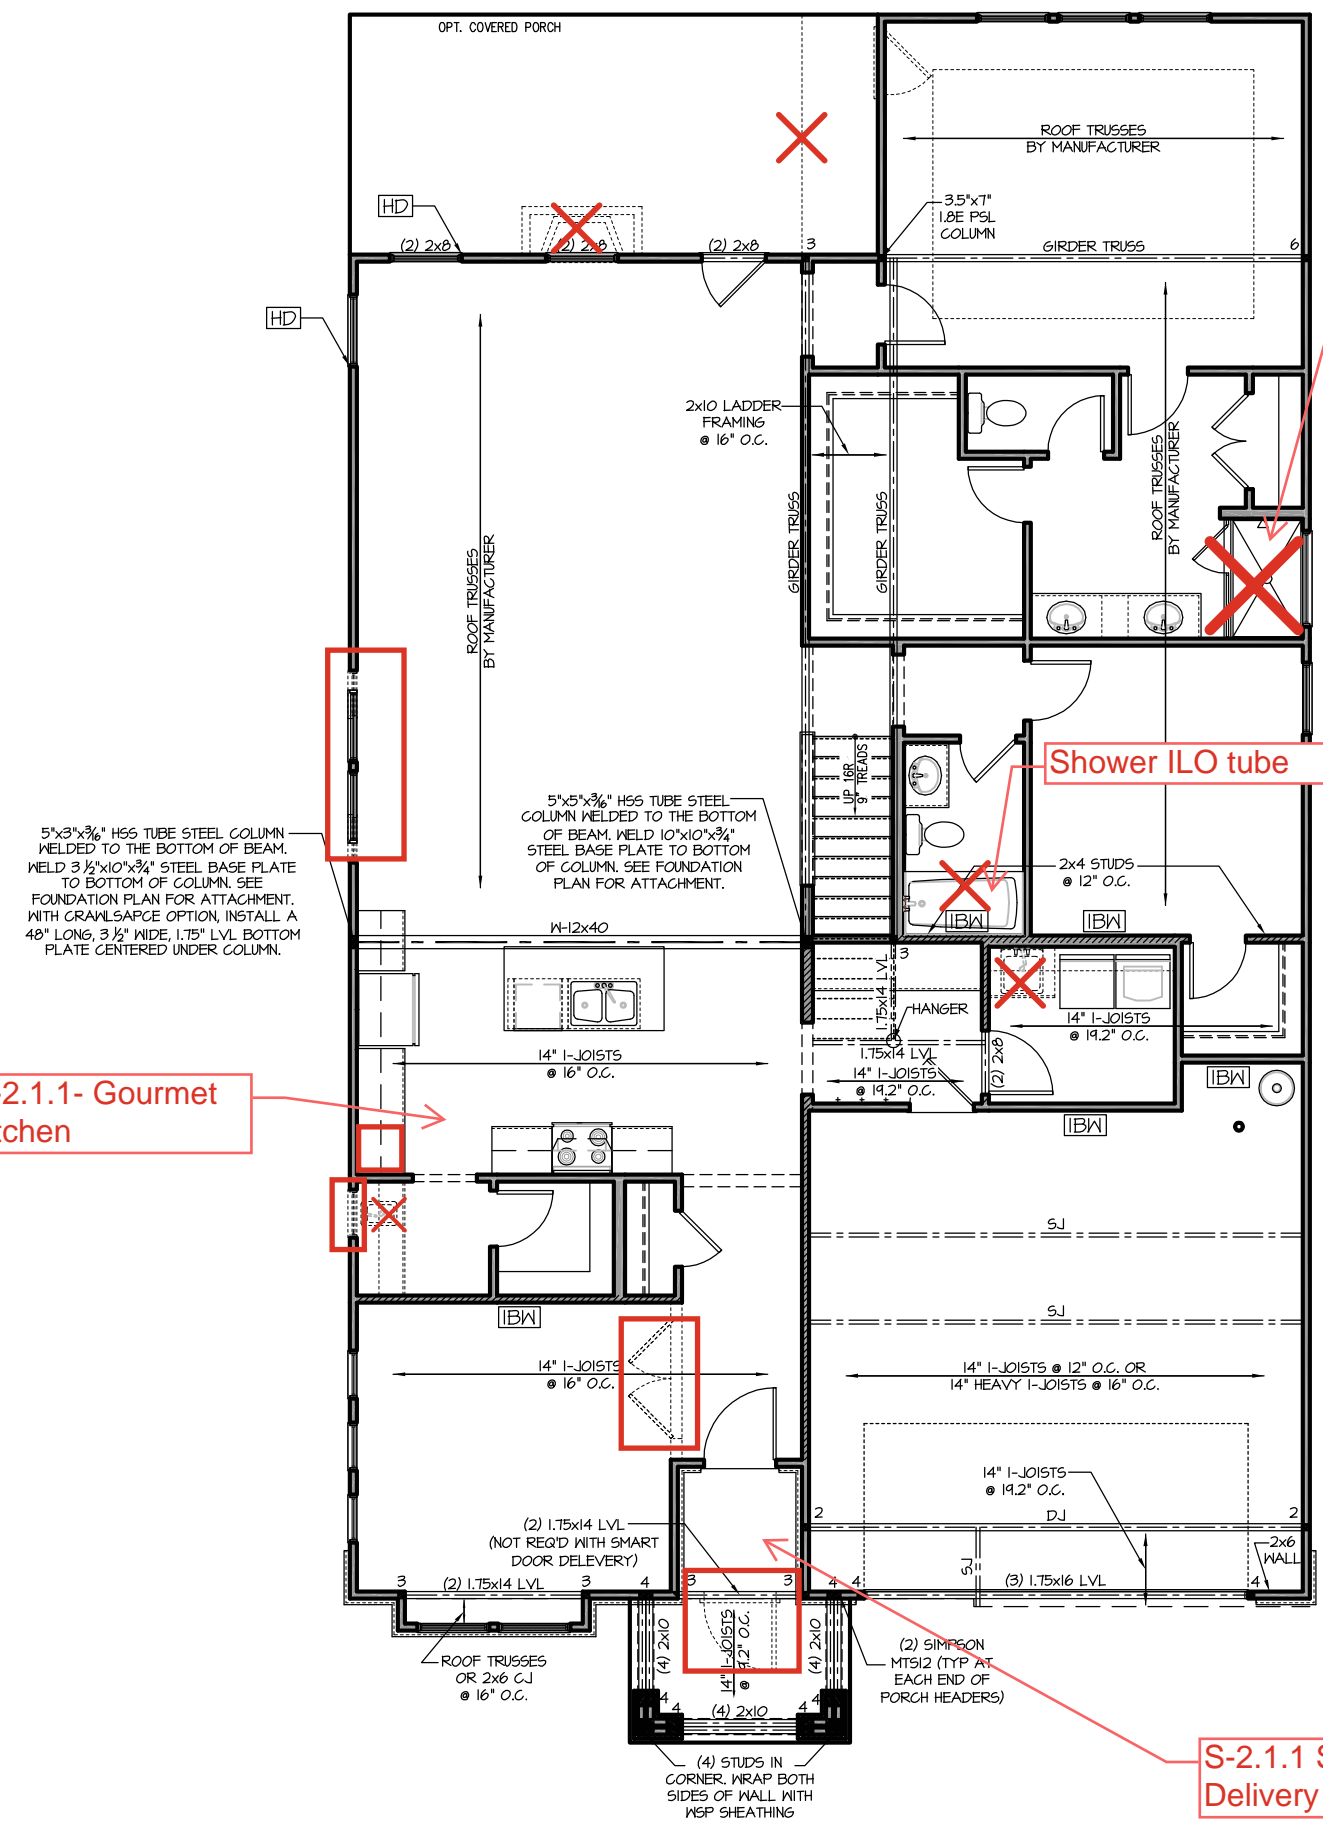 OPT. COVERED PORCH
ROOF TRUSSES
BY MANUFACTURER
HD
3.5"x7"
1.8E PSL
COLUMN
(2) 2x8
(2) 2x8
(2) 2x8
3
GIRDER TRUSS
6
HD
2x10 LADDER
FRAMING
@ 16" O.C.
ROOF TRUSSES
BY MANUFACTURER
GIRDER TRUSS
GIRDER TRUSS
ROOF TRUSSES
BY MANUFACTURER
UP 16R
9" TREADS
Shower ILO tube
5"x3"x3⁄16" HSS TUBE STEEL COLUMN
WELDED TO THE BOTTOM OF BEAM.
WELD 3 1⁄2"x10"x3⁄4" STEEL BASE PLATE
TO BOTTOM OF COLUMN. SEE
FOUNDATION PLAN FOR ATTACHMENT.
WITH CRAWLSAPCE OPTION, INSTALL A
48" LONG, 3 1⁄2" WIDE, 1.75" LVL BOTTOM
PLATE CENTERED UNDER COLUMN.
5"x5"x3⁄16" HSS TUBE STEEL
COLUMN WELDED TO THE BOTTOM
OF BEAM. WELD 10"x10"x3⁄4"
STEEL BASE PLATE TO BOTTOM
OF COLUMN. SEE FOUNDATION
PLAN FOR ATTACHMENT.
2x4 STUDS
@ 12" O.C.
IBW
IBW
W-12x40
3
1.75x14 LVL
HANGER
14" I-JOISTS
@ 19.2" O.C.
14" I-JOISTS
@ 16" O.C.
1.75x14 LVL
14" I-JOISTS
@ 19.2" O.C.
(2) 2x8
IBW
IBW
-2.1.1- Gourmet
tchen
SJ
SJ
IBW
14" I-JOISTS
@ 16" O.C.
14" I-JOISTS @ 12" O.C. OR
14" HEAVY I-JOISTS @ 16" O.C.
14" I-JOISTS
@ 19.2" O.C.
2
DJ
2
(2) 1.75x14 LVL
(NOT REQ'D WITH SMART
DOOR DELEVERY)
SJ
2x6
WALL
3
(2) 1.75x14 LVL
3
4
3
3
4
4
(3) 1.75x16 LVL
4
(4) 2x10
14" I-JOISTS
@ 19.2" O.C.
(4) 2x10
ROOF TRUSSES
OR 2x6 CJ
@ 16" O.C.
(2) SIMPSON
MTS12 (TYP AT
EACH END OF
PORCH HEADERS)
4
4
(4) 2x10
4
4
(4) STUDS IN
CORNER. WRAP BOTH
SIDES OF WALL WITH
WSP SHEATHING
S-2.1.1 S
Delivery